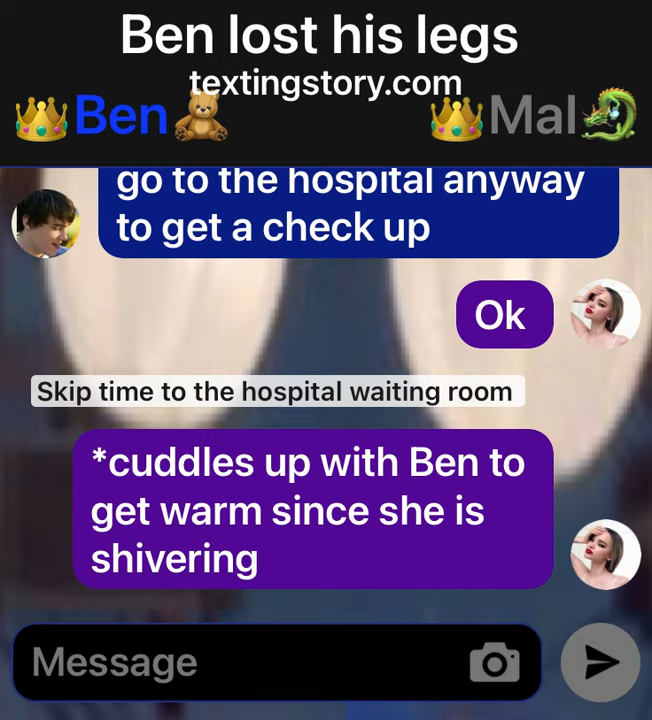 Ben lost his legs
textingstory.com
👑Ben🧸 👑Mal🐉
go to the hospital anyway
to get a check up
Ok
Skip time to the hospital waiting room
*cuddles up with Ben to
get warm since she is
shivering
Message